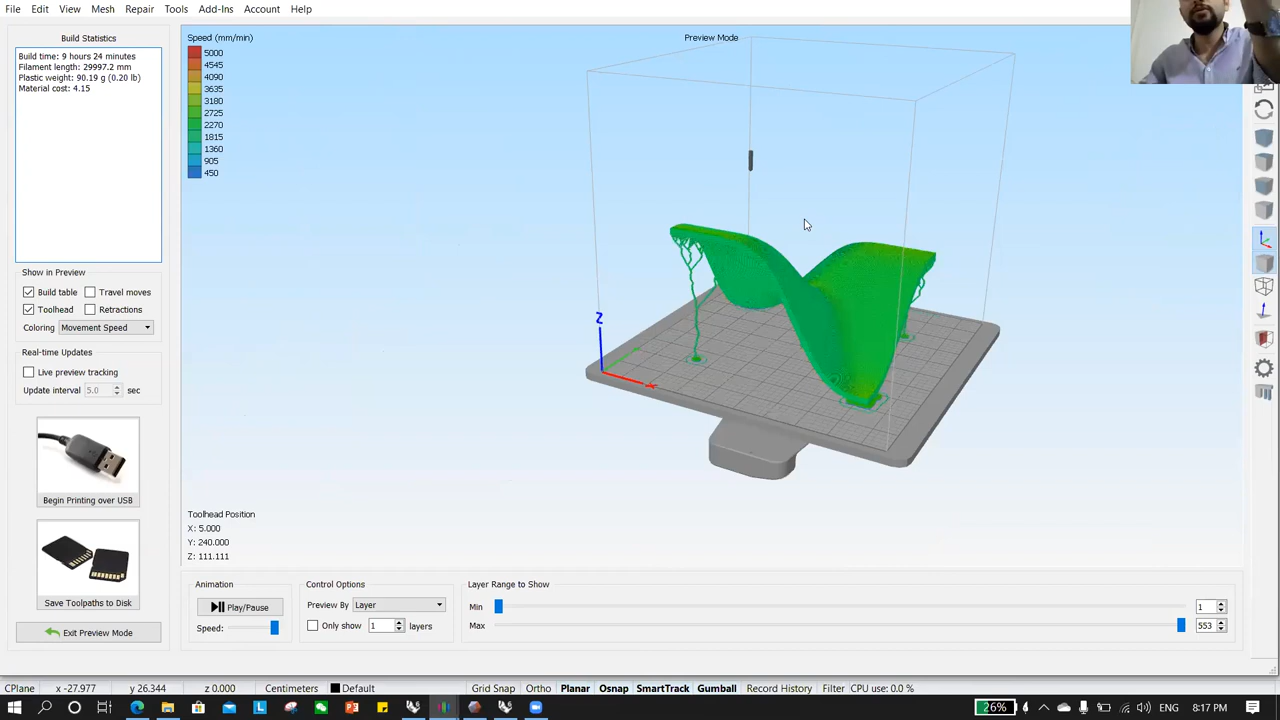 File Edit View Mesh Repair Tools Add-Ins Account Help
Build Statistics
Build time: 9 hours 24 minutes
Filament length: 29997.2 mm
Plastic weight: 90.19 g (0.20 lb)
Material cost: 4.15
Show in Preview
Build table Travel moves
Toolhead Retractions
Coloring Movement Speed
Real-time Updates
Live preview tracking
Update interval 5.0 sec
Begin Printing over USB
Save Toolpaths to Disk
Exit Preview Mode
Speed (mm/min)
5000
4545
4090
3635
3180
2725
2270
1815
1360
905
450
Preview Mode
Z
Toolhead Position
X: 5.000
Y: 240.000
Z: 111.111
Animation
Play/Pause
Speed:
Control Options
Preview By Layer
Only show 1 layers
Layer Range to Show
Min 1
Max 553
CPlane x -27.977 y 26.344 z 0.000 Centimeters Default Grid Snap Ortho Planar Osnap SmartTrack Gumball Record History Filter CPU use: 0.0 %
26% 8:17 PM